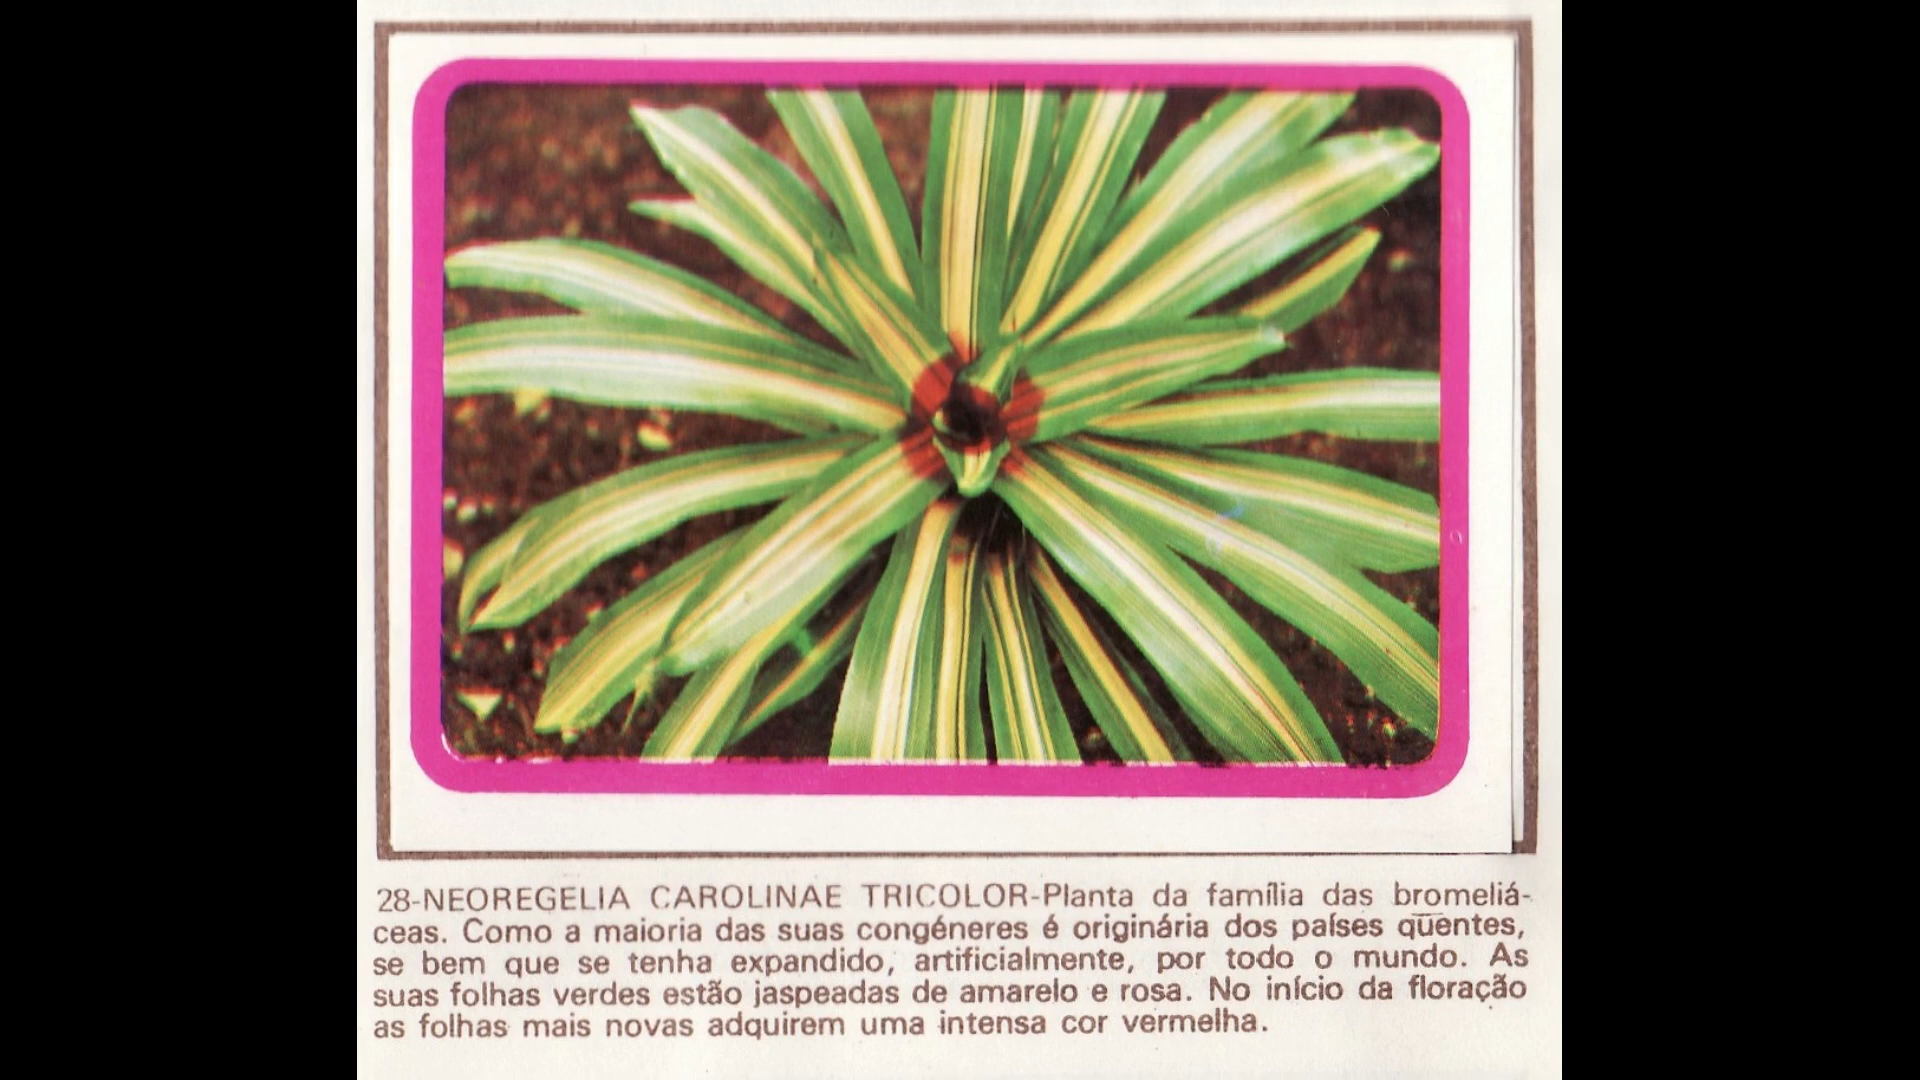 28-NEOREGELIA CAROLINAE TRICOLOR-Planta da família das bromeliá-
ceas. Como a maioria das suas congéneres é originária dos países qüentes,
se bem que se tenha expandido, artificialmente, por todo o mundo. As
suas folhas verdes estão jaspeadas de amarelo e rosa. No início da floração
as folhas mais novas adquirem uma intensa cor vermelha.